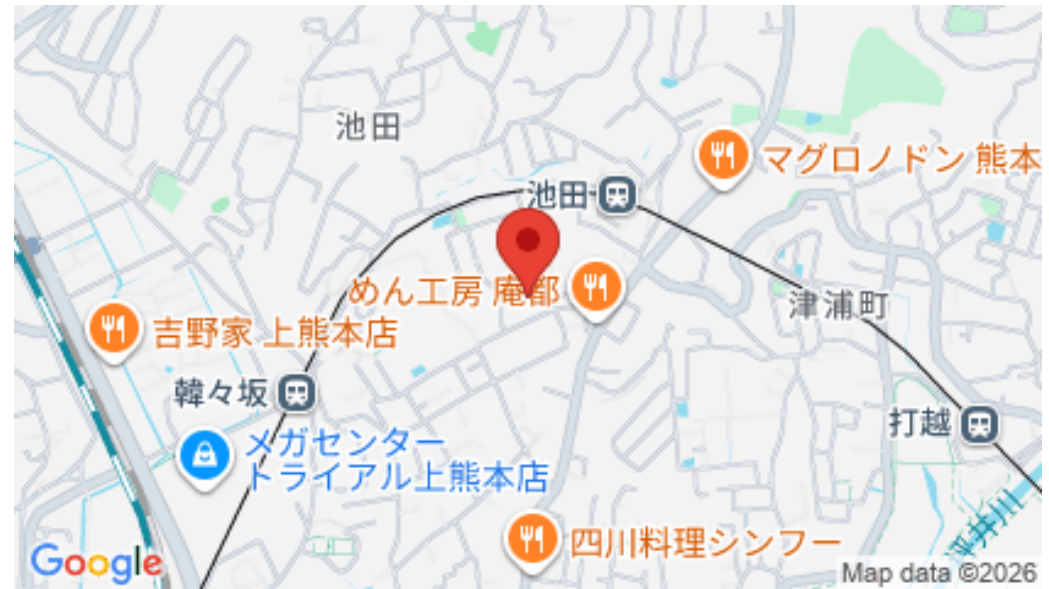 池田
マグロノドン 熊本
池田
めん工房 庵都
津浦町
吉野家 上熊本店
韓々坂
打越
メガセンター
トライアル上熊本店
坪井川
四川料理シンフー
Google
Map data ©2026